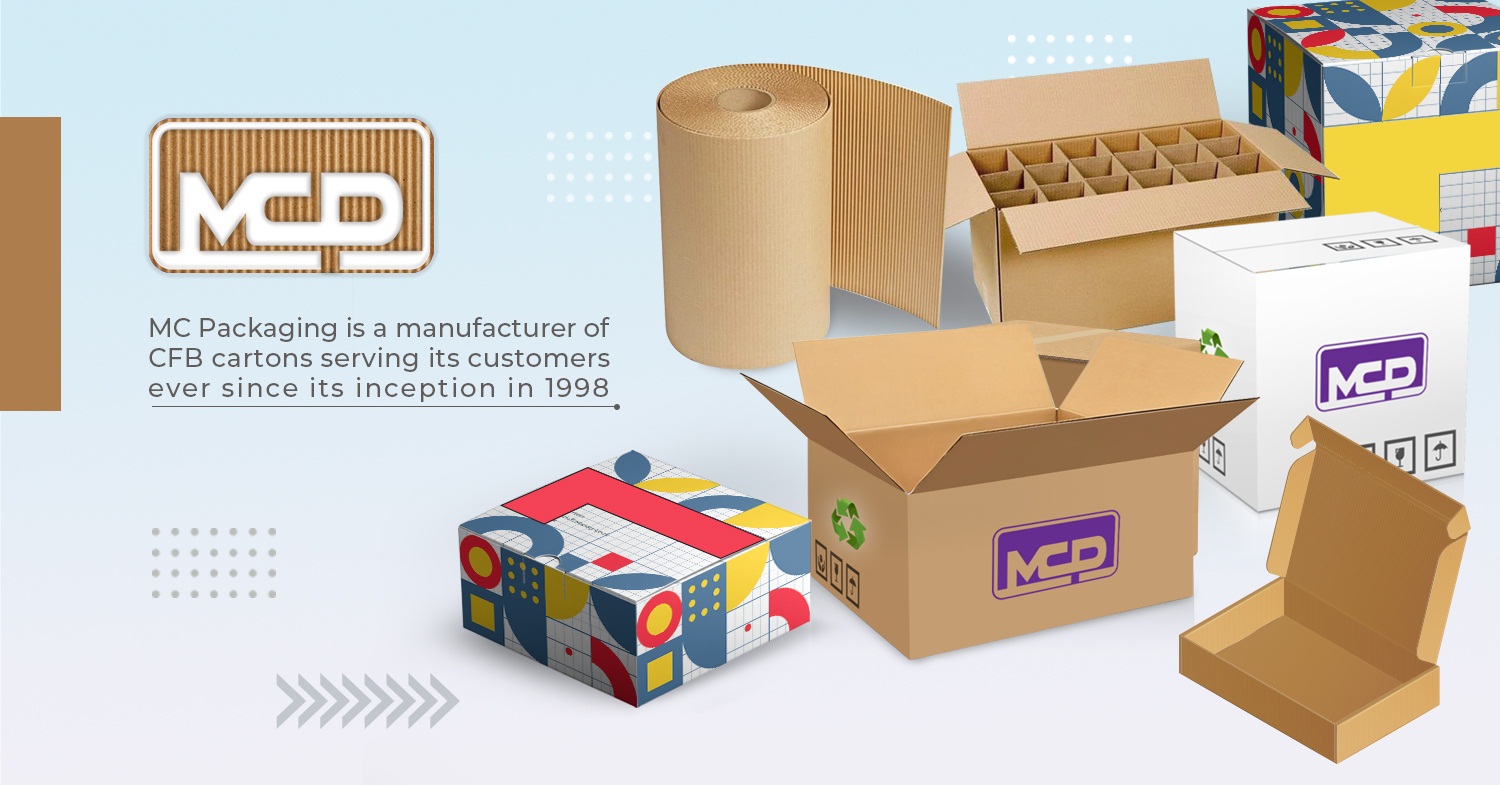 MCP
MC Packaging is a manufacturer of
CFB cartons serving its customers
ever since its inception in 1998
MCP
MCP